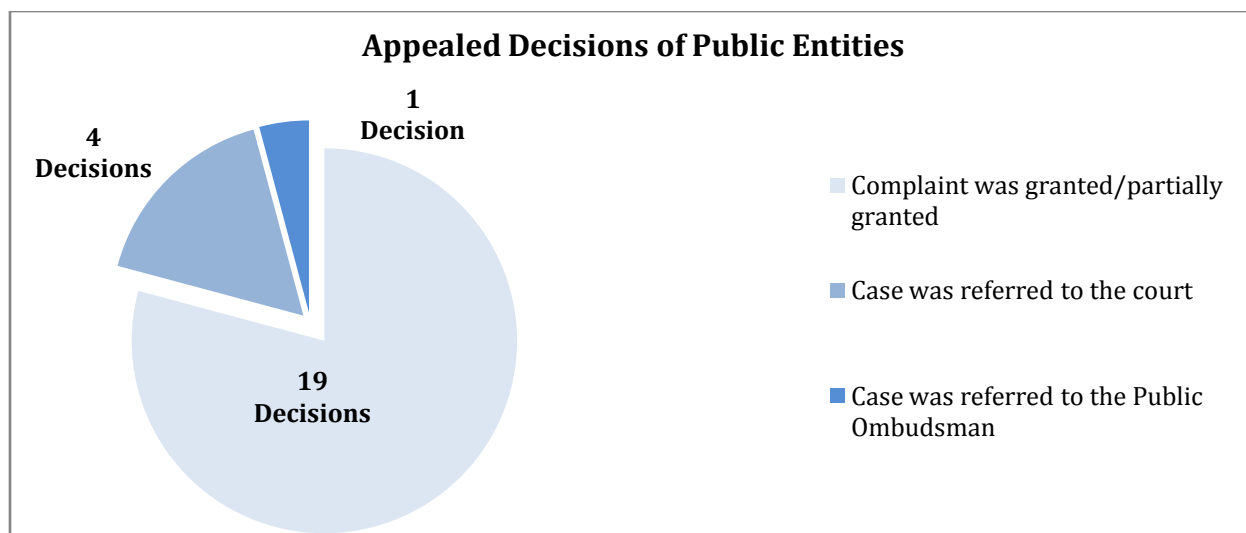 Appealed Decisions of Public Entities
1
Decision
4
Decisions
19
Decisions
Complaint was granted/partially
granted
Case was referred to the court
Case was referred to the Public
Ombudsman